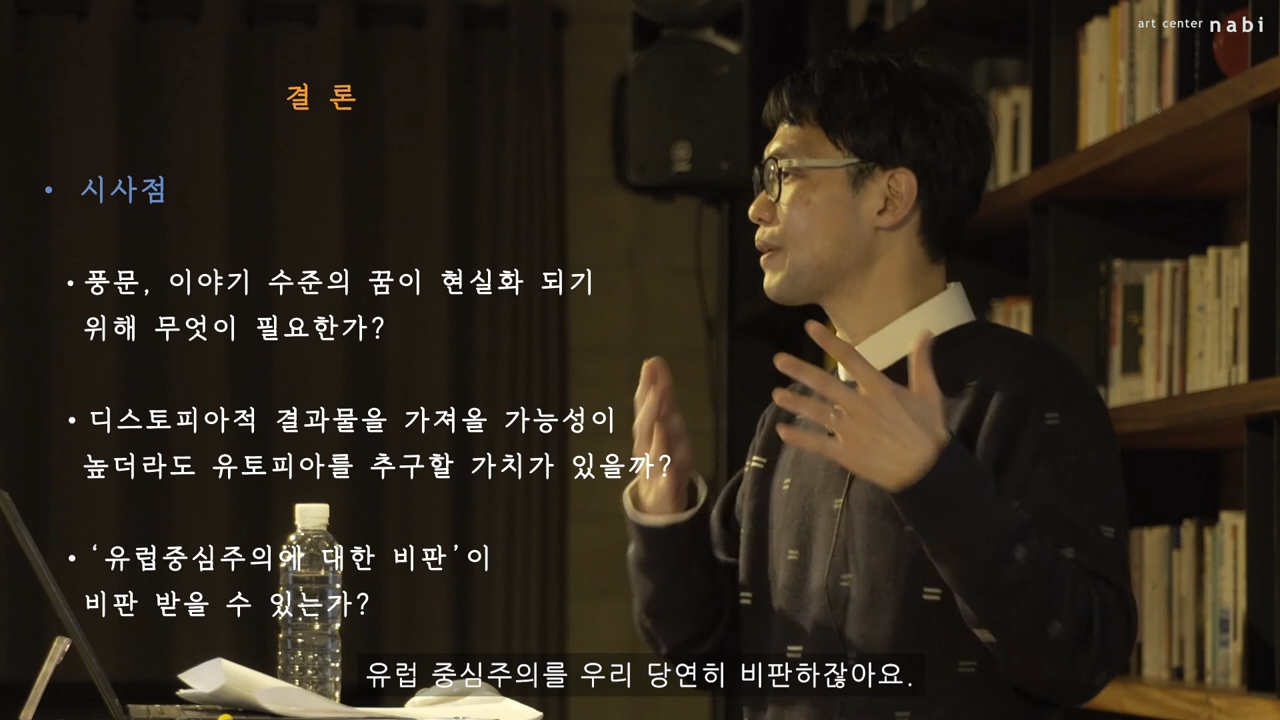 art center nabi
결 론
• 시사점
• 풍문, 이야기 수준의 꿈이 현실화 되기
위해 무엇이 필요한가?
• 디스토피아적 결과물을 가져올 가능성이
높더라도 유토피아를 추구할 가치가 있을까?
• ‘유럽중심주의에 대한 비판’이
비판 받을 수 있는가?
유럽 중심주의를 우리 당연히 비판하잖아요.